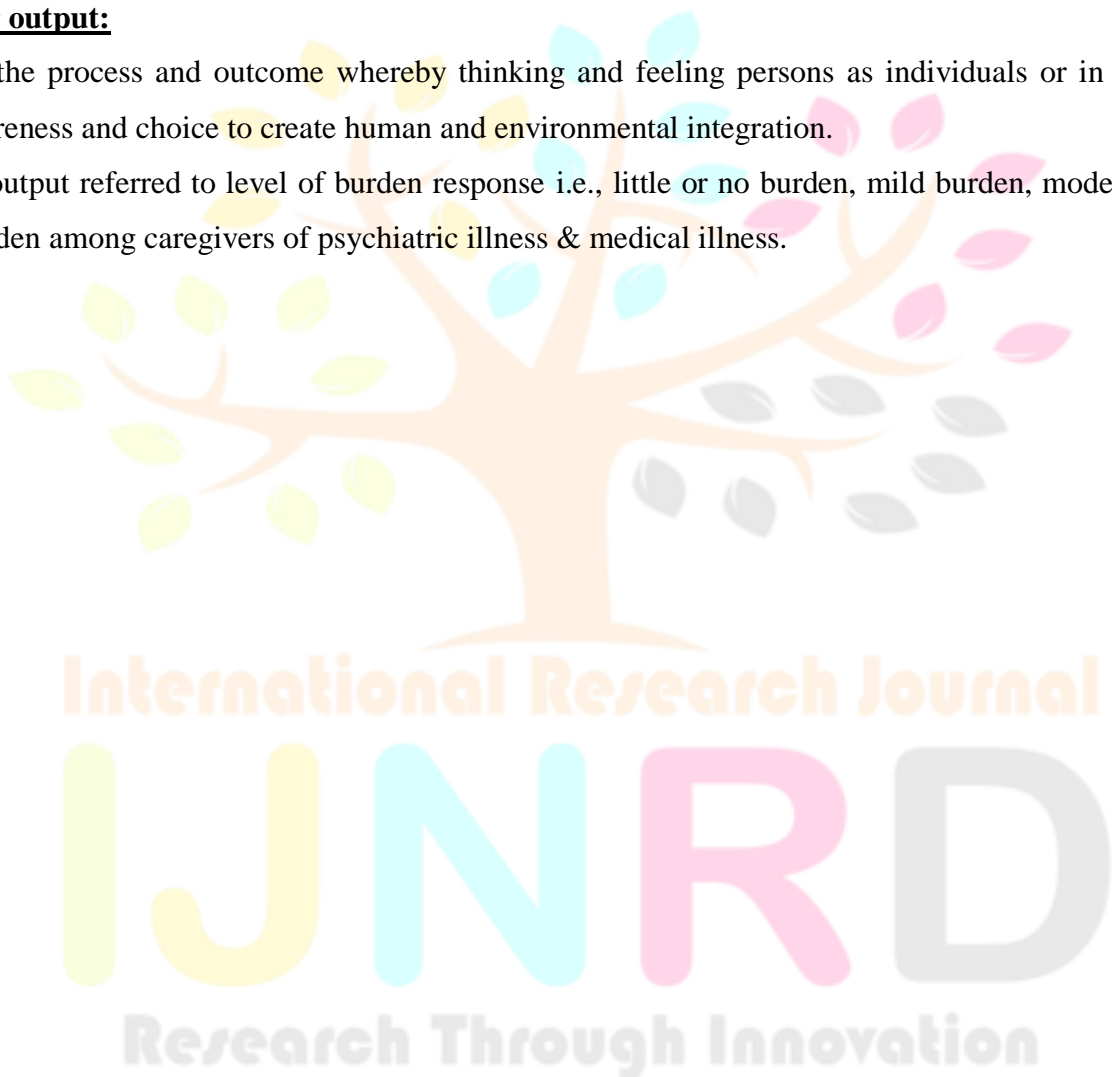 output:
the process and outcome whereby thinking and feeling persons as individuals or in
reness and choice to create human and environmental integration.
output referred to level of burden response i.e., little or no burden, mild burden, mode
den among caregivers of psychiatric illness & medical illness.
International Research Journal
IJNRD
Research Through Innovation